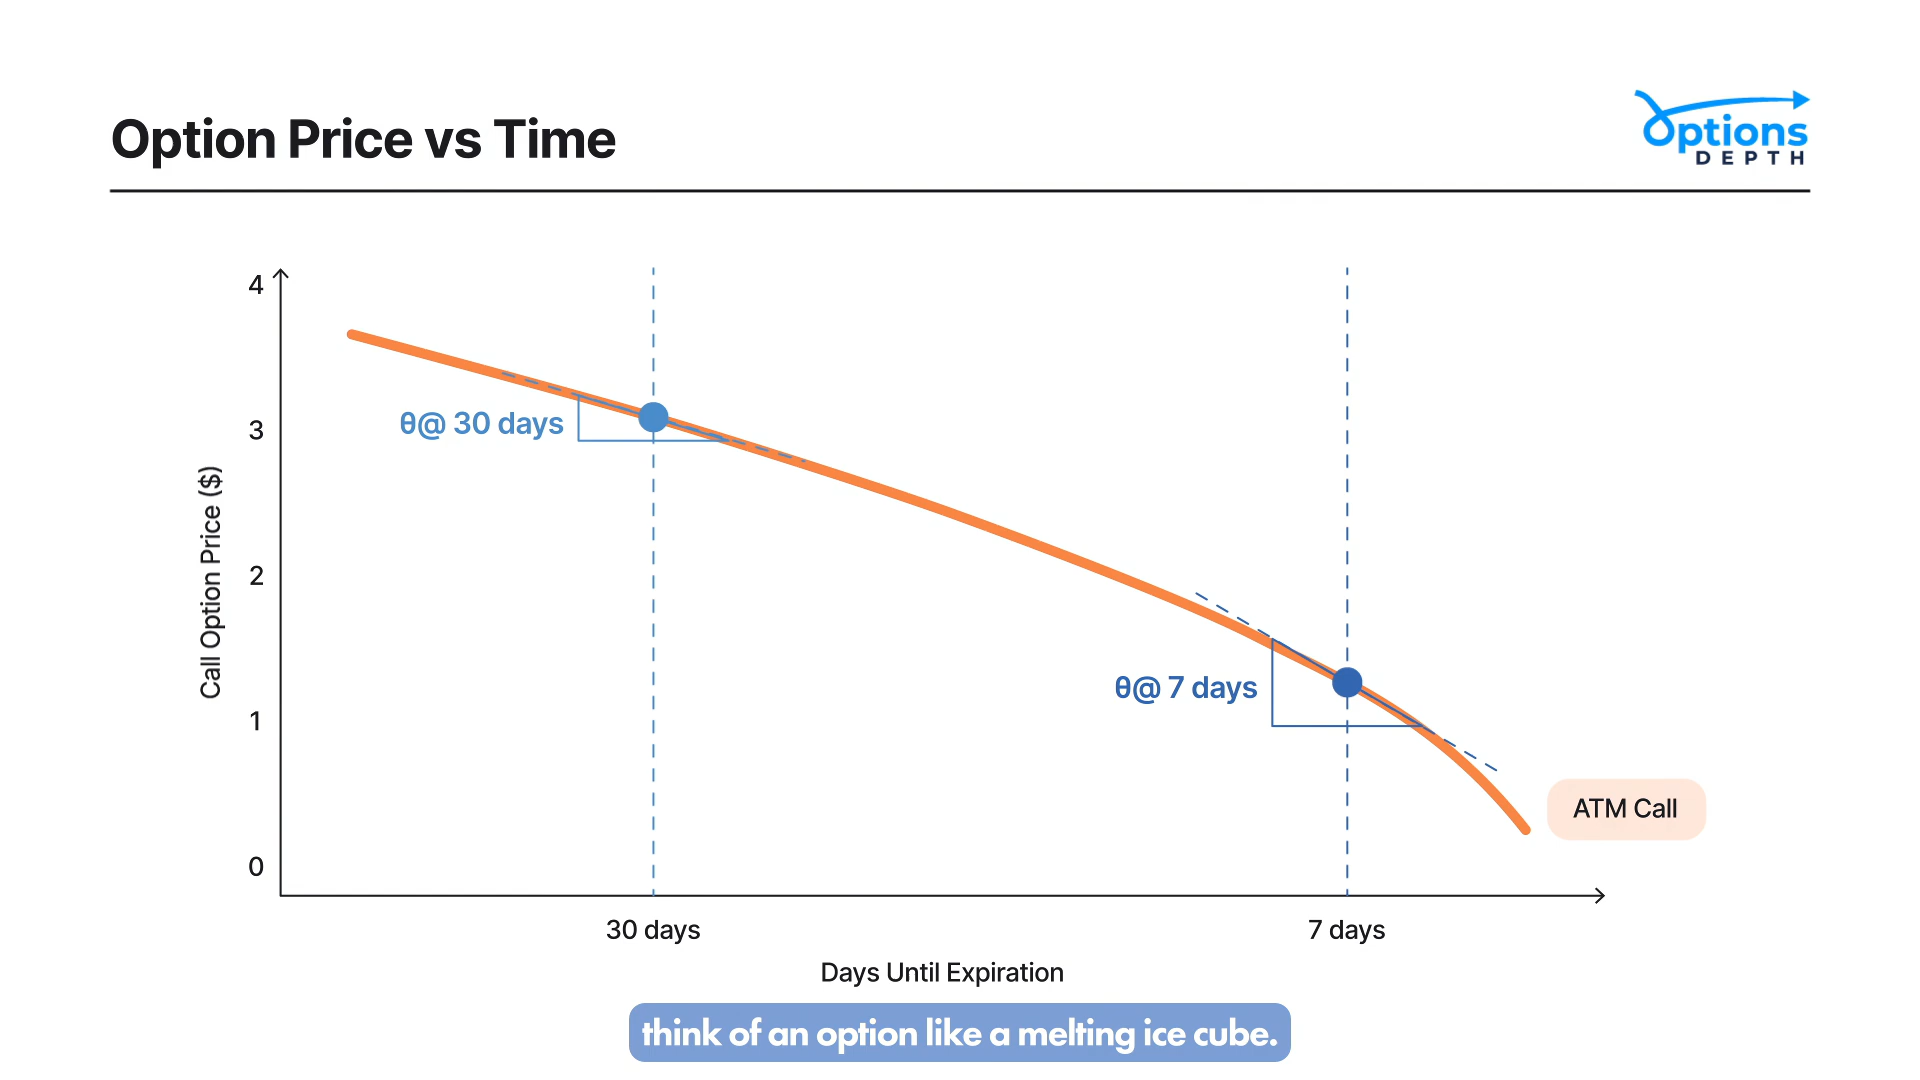 Option Price vs Time
Options
DEPTH
4
3
2
1
0
Call Option Price ($)
θ@ 30 days
θ@ 7 days
ATM Call
30 days
7 days
Days Until Expiration
think of an option like a melting ice cube.